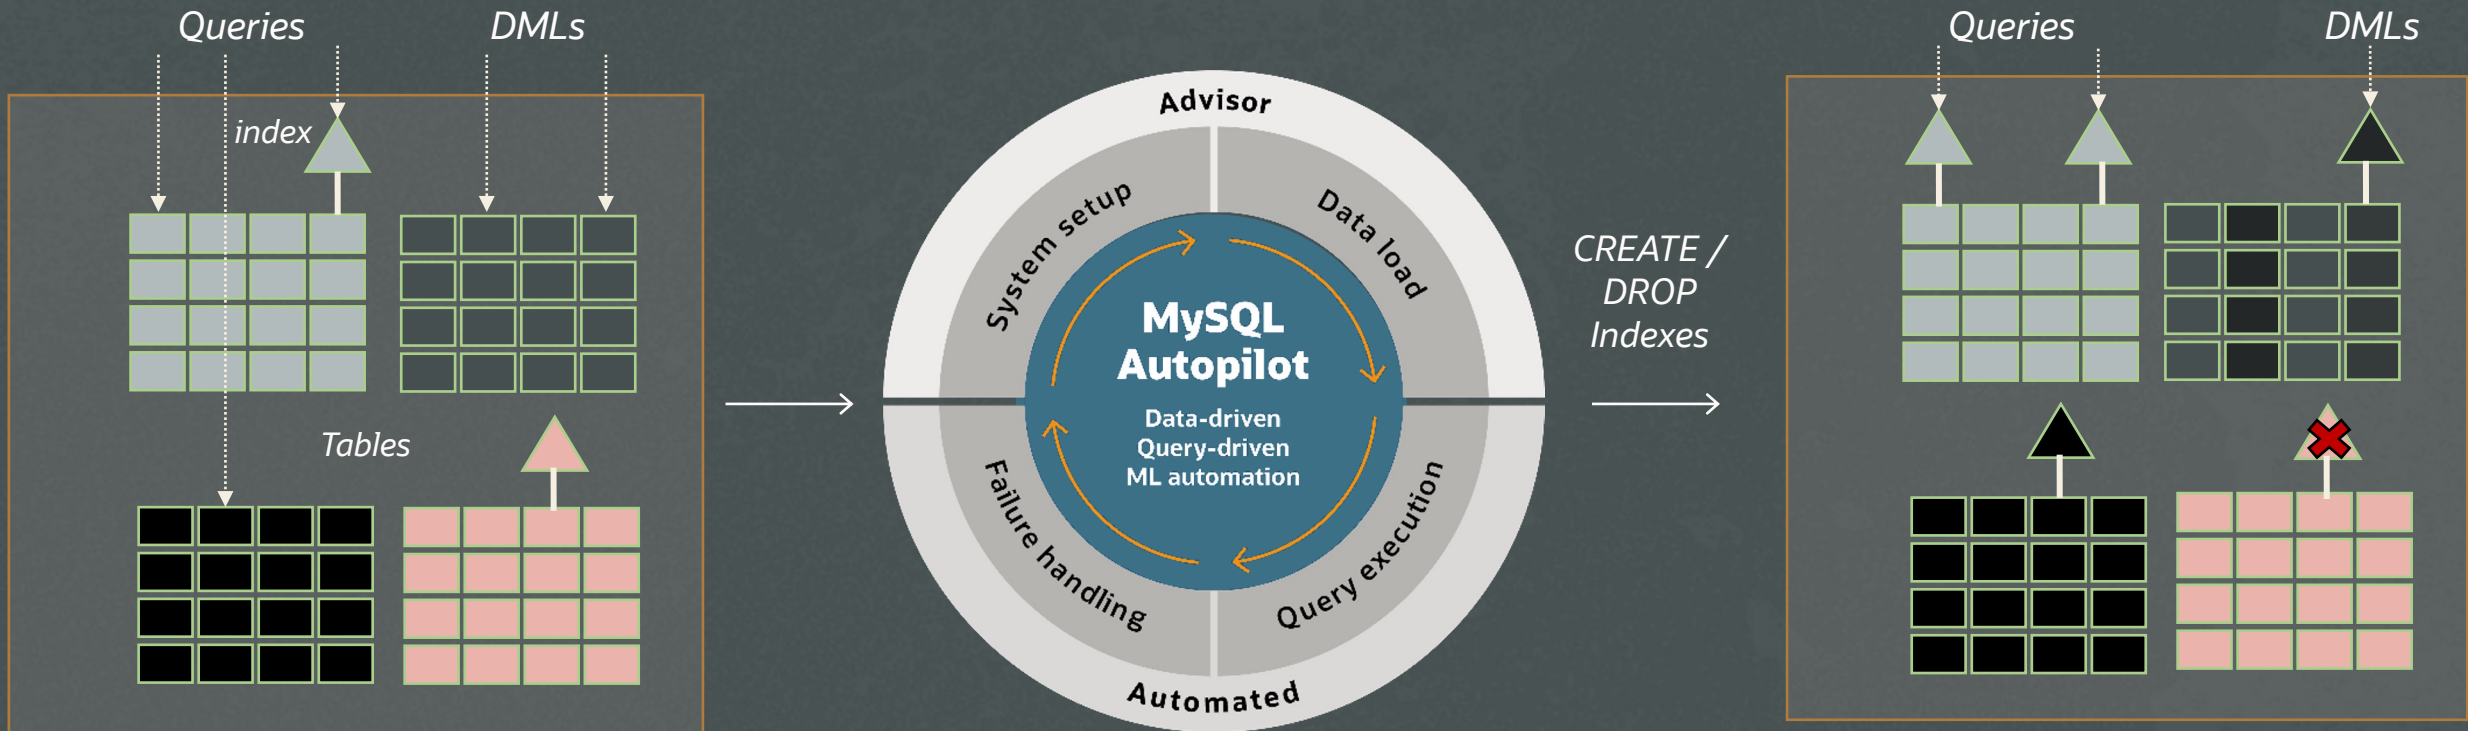 Queries
DMLs
index
Tables
Advisor
System setup
Data load
MySQL
Autopilot
Data-driven
Query-driven
ML automation
Failure handling
Query execution
Automated
CREATE /
DROP
Indexes
Queries
DMLs